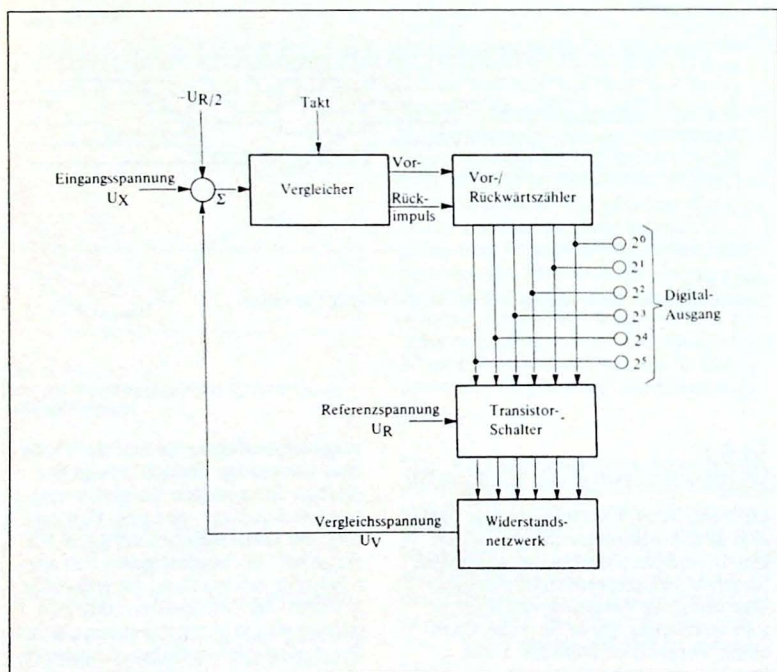 -UR/2
Takt
Eingangsspannung
UX
Σ
Vergleicher
Vor-
Rück-
impuls
Vor-/
Rückwärtszähler
2⁰
2¹
2²
2³
2⁴
2⁵
Digital-
Ausgang
Referenzspannung
UR
Transistor-
Schalter
Vergleichsspannung
UV
Widerstands-
netzwerk